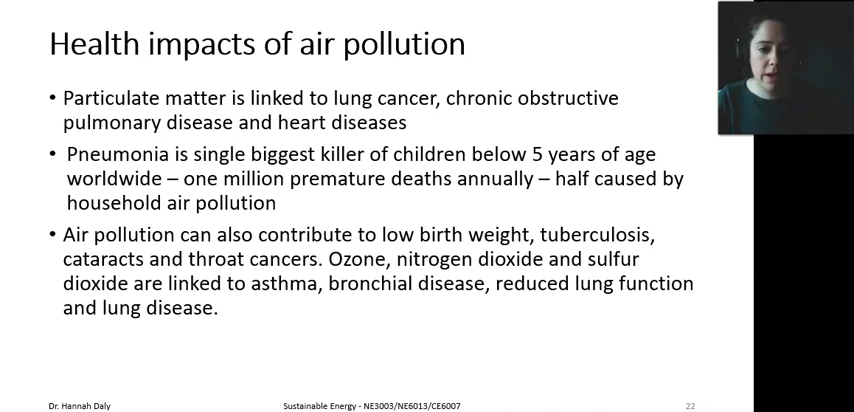 Health impacts of air pollution
• Particulate matter is linked to lung cancer, chronic obstructive
pulmonary disease and heart diseases
• Pneumonia is single biggest killer of children below 5 years of age
worldwide – one million premature deaths annually – half caused by
household air pollution
• Air pollution can also contribute to low birth weight, tuberculosis,
cataracts and throat cancers. Ozone, nitrogen dioxide and sulfur
dioxide are linked to asthma, bronchial disease, reduced lung function
and lung disease.
Dr. Hannah Daly
Sustainable Energy - NE3003/NE6013/CE6007
22